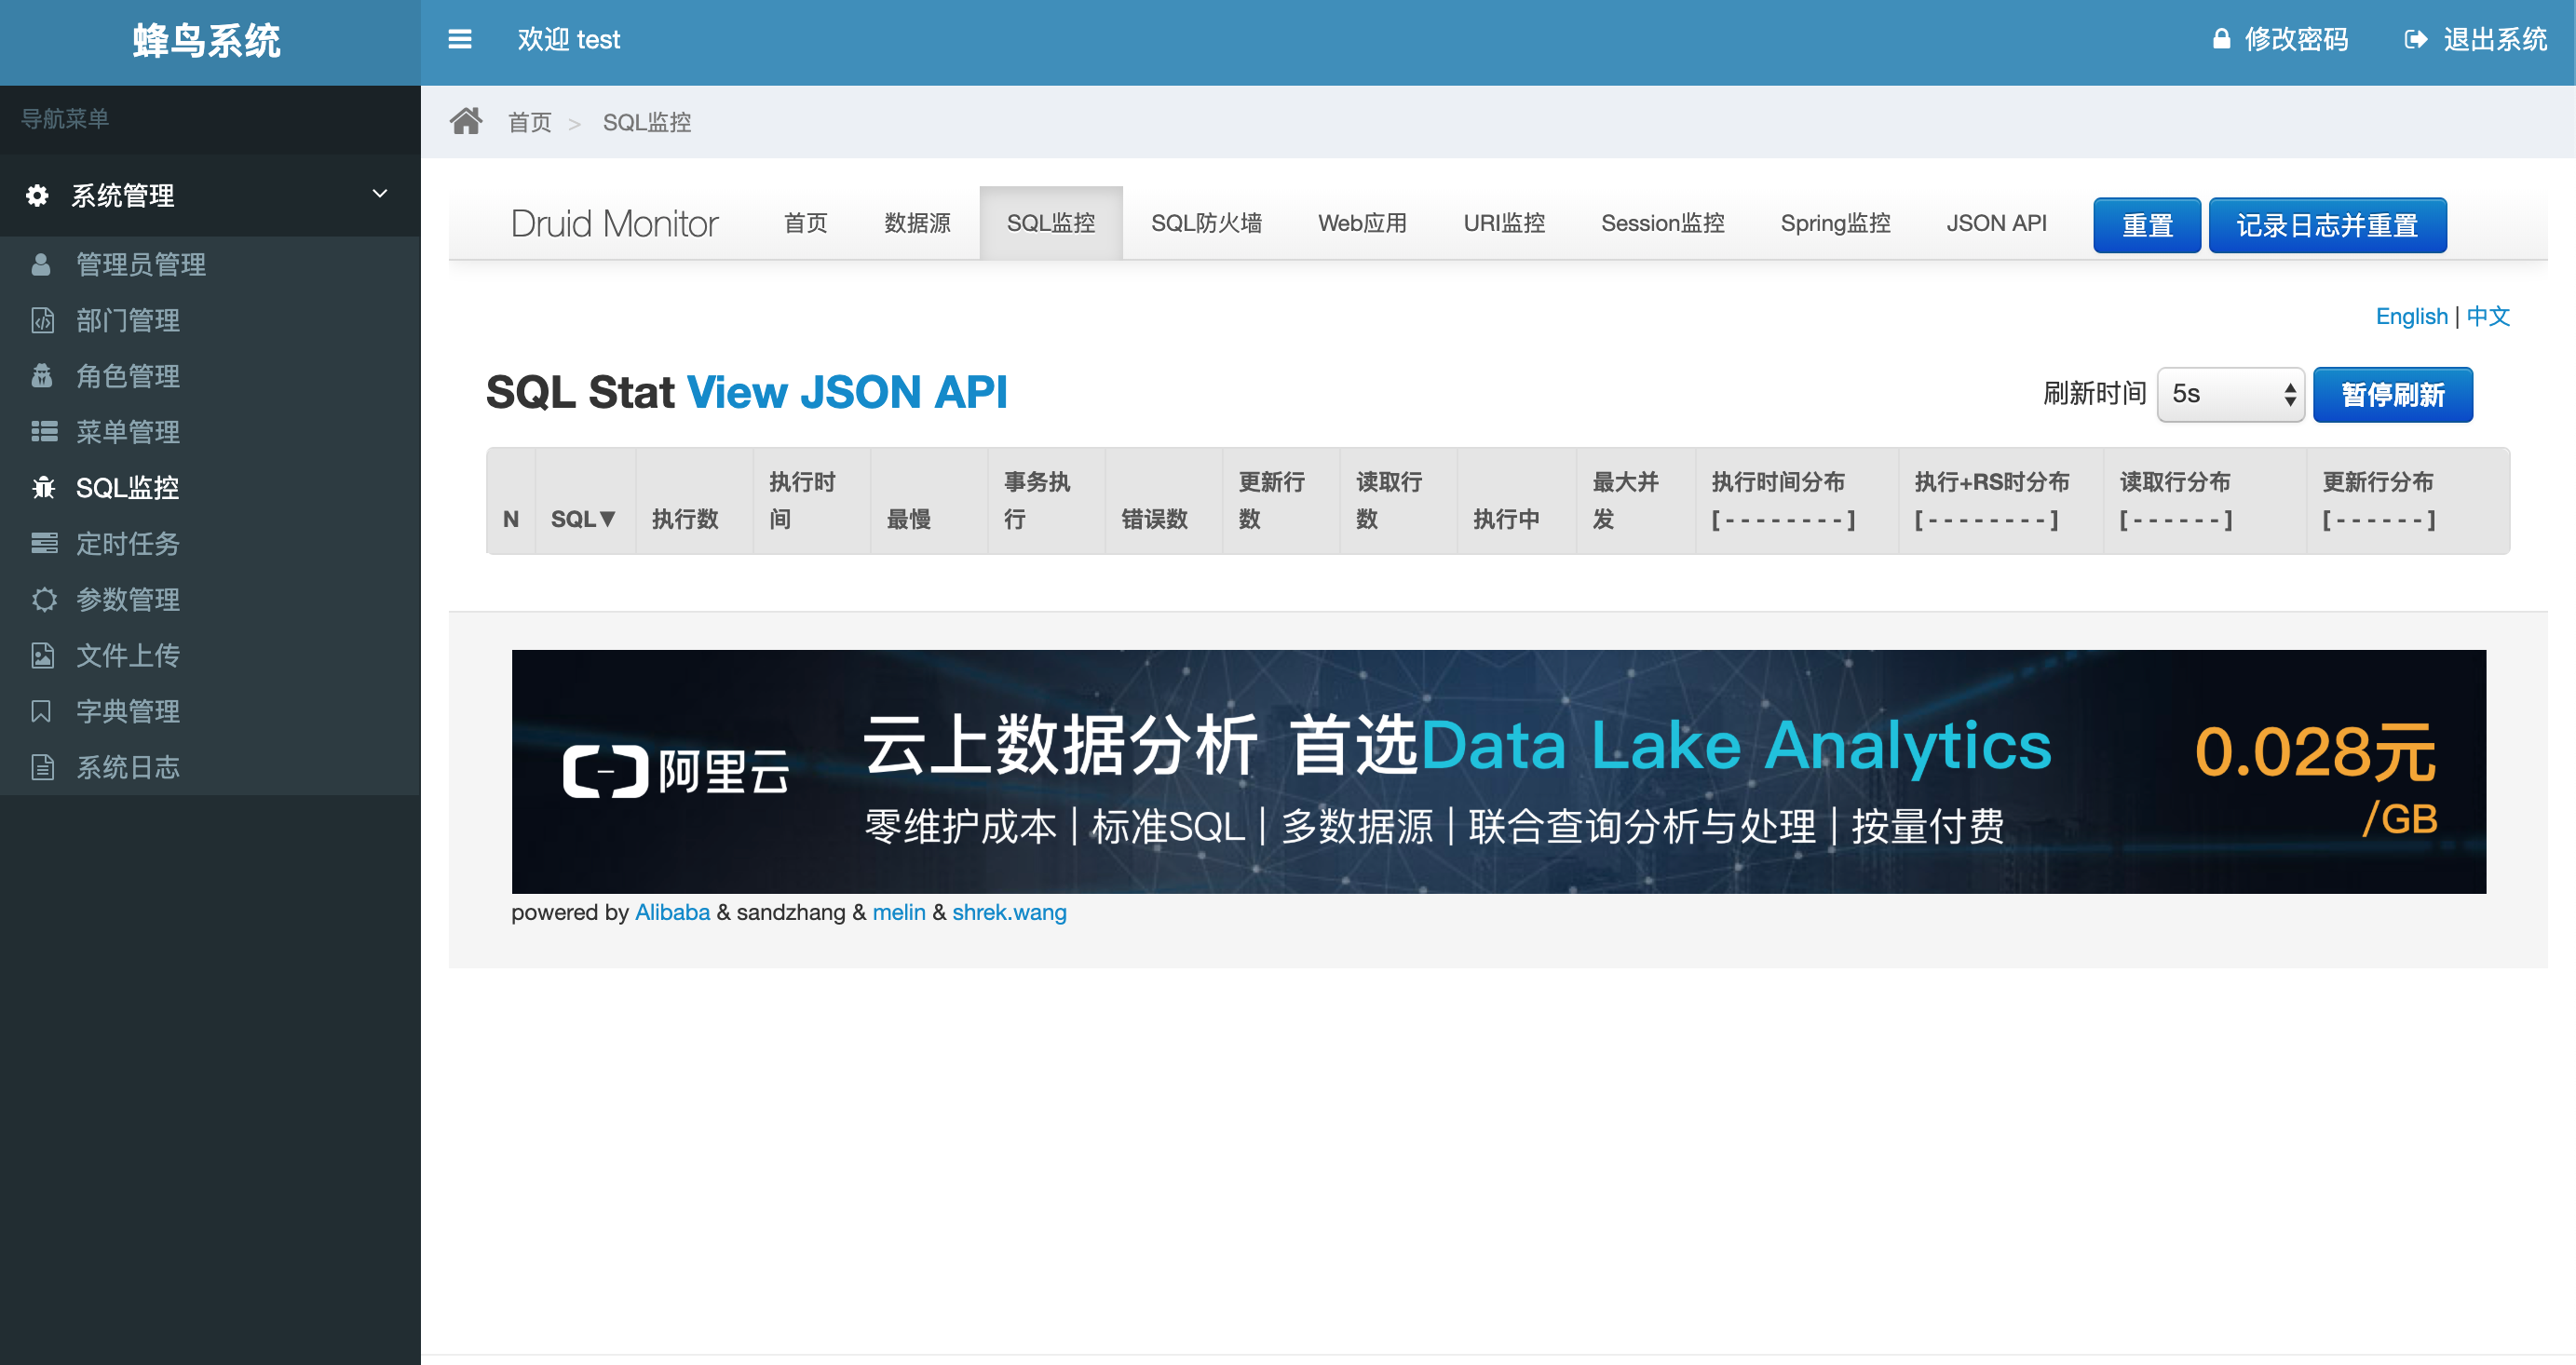 蜂鸟系统
欢迎 test
修改密码
退出系统
导航菜单
系统管理
管理员管理
部门管理
角色管理
菜单管理
SQL监控
定时任务
参数管理
文件上传
字典管理
系统日志
首页 > SQL监控
Druid Monitor 首页 数据源 SQL监控 SQL防火墙 Web应用 URI监控 Session监控 Spring监控 JSON API 重置 记录日志并重置
English | 中文
SQL Stat View JSON API
刷新时间 5s 暂停刷新
N
SQL▼
执行数
执行时
间
最慢
事务执
行
错误数
更新行
数
读取行
数
执行中
最大并
发
执行时间分布
[ - - - - - - - - ]
执行+RS时分布
[ - - - - - - - - ]
读取行分布
[ - - - - - - ]
更新行分布
[ - - - - - - ]
阿里云
云上数据分析 首选Data Lake Analytics
零维护成本 | 标准SQL | 多数据源 | 联合查询分析与处理 | 按量付费
0.028元
/GB
powered by Alibaba & sandzhang & melin & shrek.wang